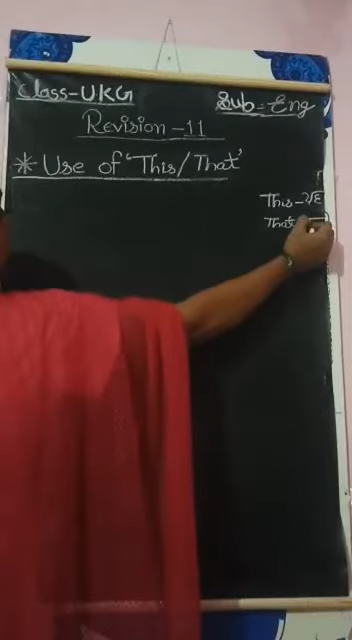 Class-UKG
Sub:-Eng
Revision-11
* Use of 'This/That'
This-
That